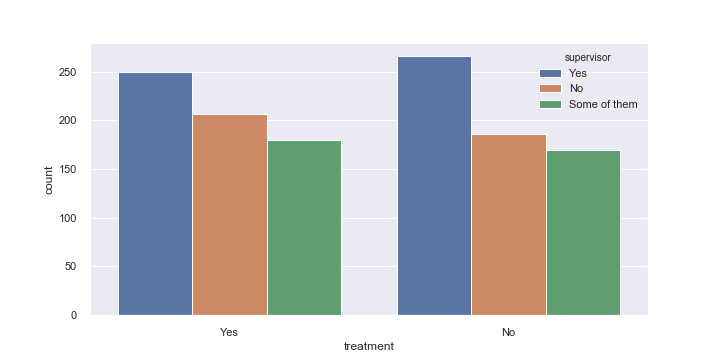 supervisor
Yes
No
Some of them
250
200
150
100
50
0
count
Yes
No
treatment